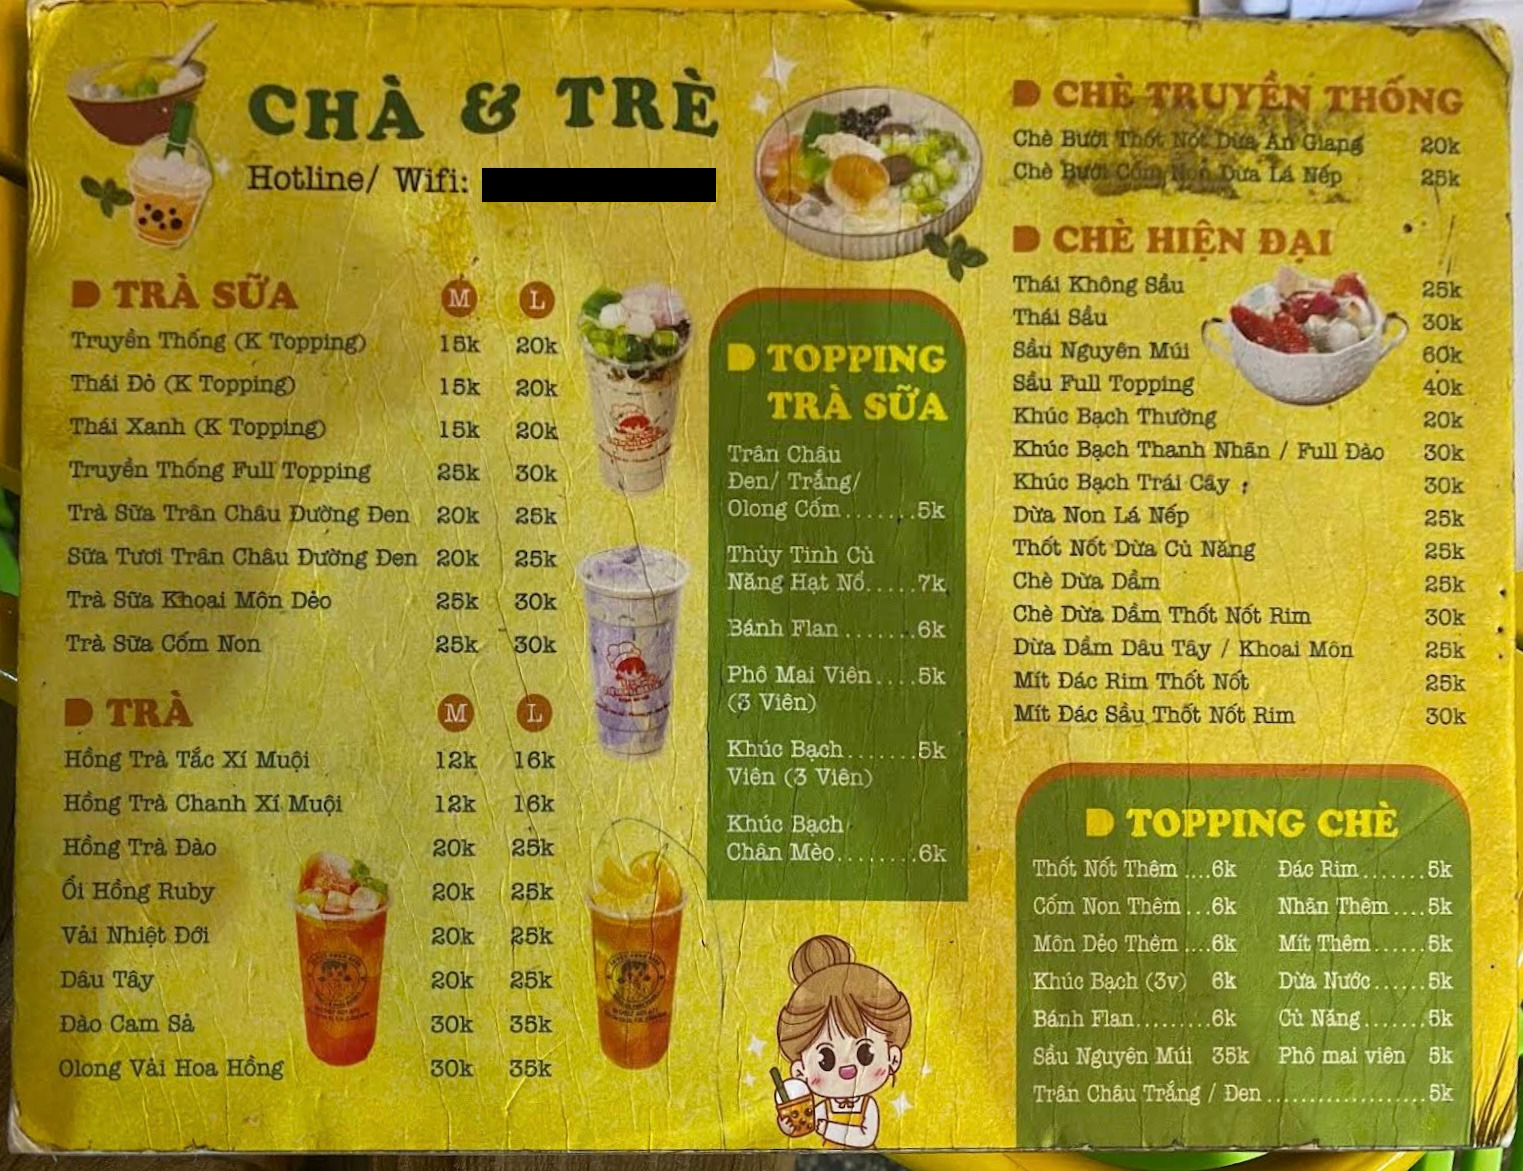 CHÀ & TRÈ
Hotline/ Wifi:
TRÀ SỮA M L
Truyền Thống (K Topping) 15k 20k
Thái Đỏ (K Topping) 15k 20k
Thái Xanh (K Topping) 15k 20k
Truyền Thống Full Topping 25k 30k
Trà Sữa Trân Châu Đường Đen 20k 25k
Sữa Tươi Trân Châu Đường Đen 20k 25k
Trà Sữa Khoai Môn Dẻo 25k 30k
Trà Sữa Cốm Non 25k 30k
TRÀ M L
Hồng Trà Tắc Xí Muội 12k 16k
Hồng Trà Chanh Xí Muội 12k 16k
Hồng Trà Đào 20k 25k
Ổi Hồng Ruby 20k 25k
Vải Nhiệt Đới 20k 25k
Dâu Tây 20k 25k
Đào Cam Sả 30k 35k
Olong Vải Hoa Hồng 30k 35k
TOPPING
TRÀ SỮA
Trân Châu
Đen/ Trắng/
Olong Cốm.......5k
Thủy Tinh Củ
Năng Hạt Nổ.....7k
Bánh Flan.......6k
Phô Mai Viên....5k
(3 Viên)
Khúc Bạch.......5k
Viên (3 Viên)
Khúc Bạch
Chân Mèo........6k
CHÈ TRUYỀN THỐNG
Chè Bưởi Thốt Nốt Dừa An Giang 20k
Chè Bưởi Cốm Non Dừa Lá Nếp 25k
CHÈ HIỆN ĐẠI
Thái Không Sầu 25k
Thái Sầu 30k
Sầu Nguyên Múi 60k
Sầu Full Topping 40k
Khúc Bạch Thường 20k
Khúc Bạch Thanh Nhãn / Full Đào 30k
Khúc Bạch Trái Cây 30k
Dừa Non Lá Nếp 25k
Thốt Nốt Dừa Củ Năng 25k
Chè Dừa Dầm 25k
Chè Dừa Dầm Thốt Nốt Rim 30k
Dừa Dầm Dâu Tây / Khoai Môn 25k
Mít Đác Rim Thốt Nốt 25k
Mít Đác Sầu Thốt Nốt Rim 30k
TOPPING CHÈ
Thốt Nốt Thêm ....6k Đác Rim.......5k
Cốm Non Thêm...6k Nhãn Thêm....5k
Môn Dẻo Thêm ....6k Mít Thêm......5k
Khúc Bạch (3v) 6k Dừa Nước......5k
Bánh Flan.........6k Củ Năng.......5k
Sầu Nguyên Múi 35k Phô mai viên 5k
Trân Châu Trắng / Đen....................5k